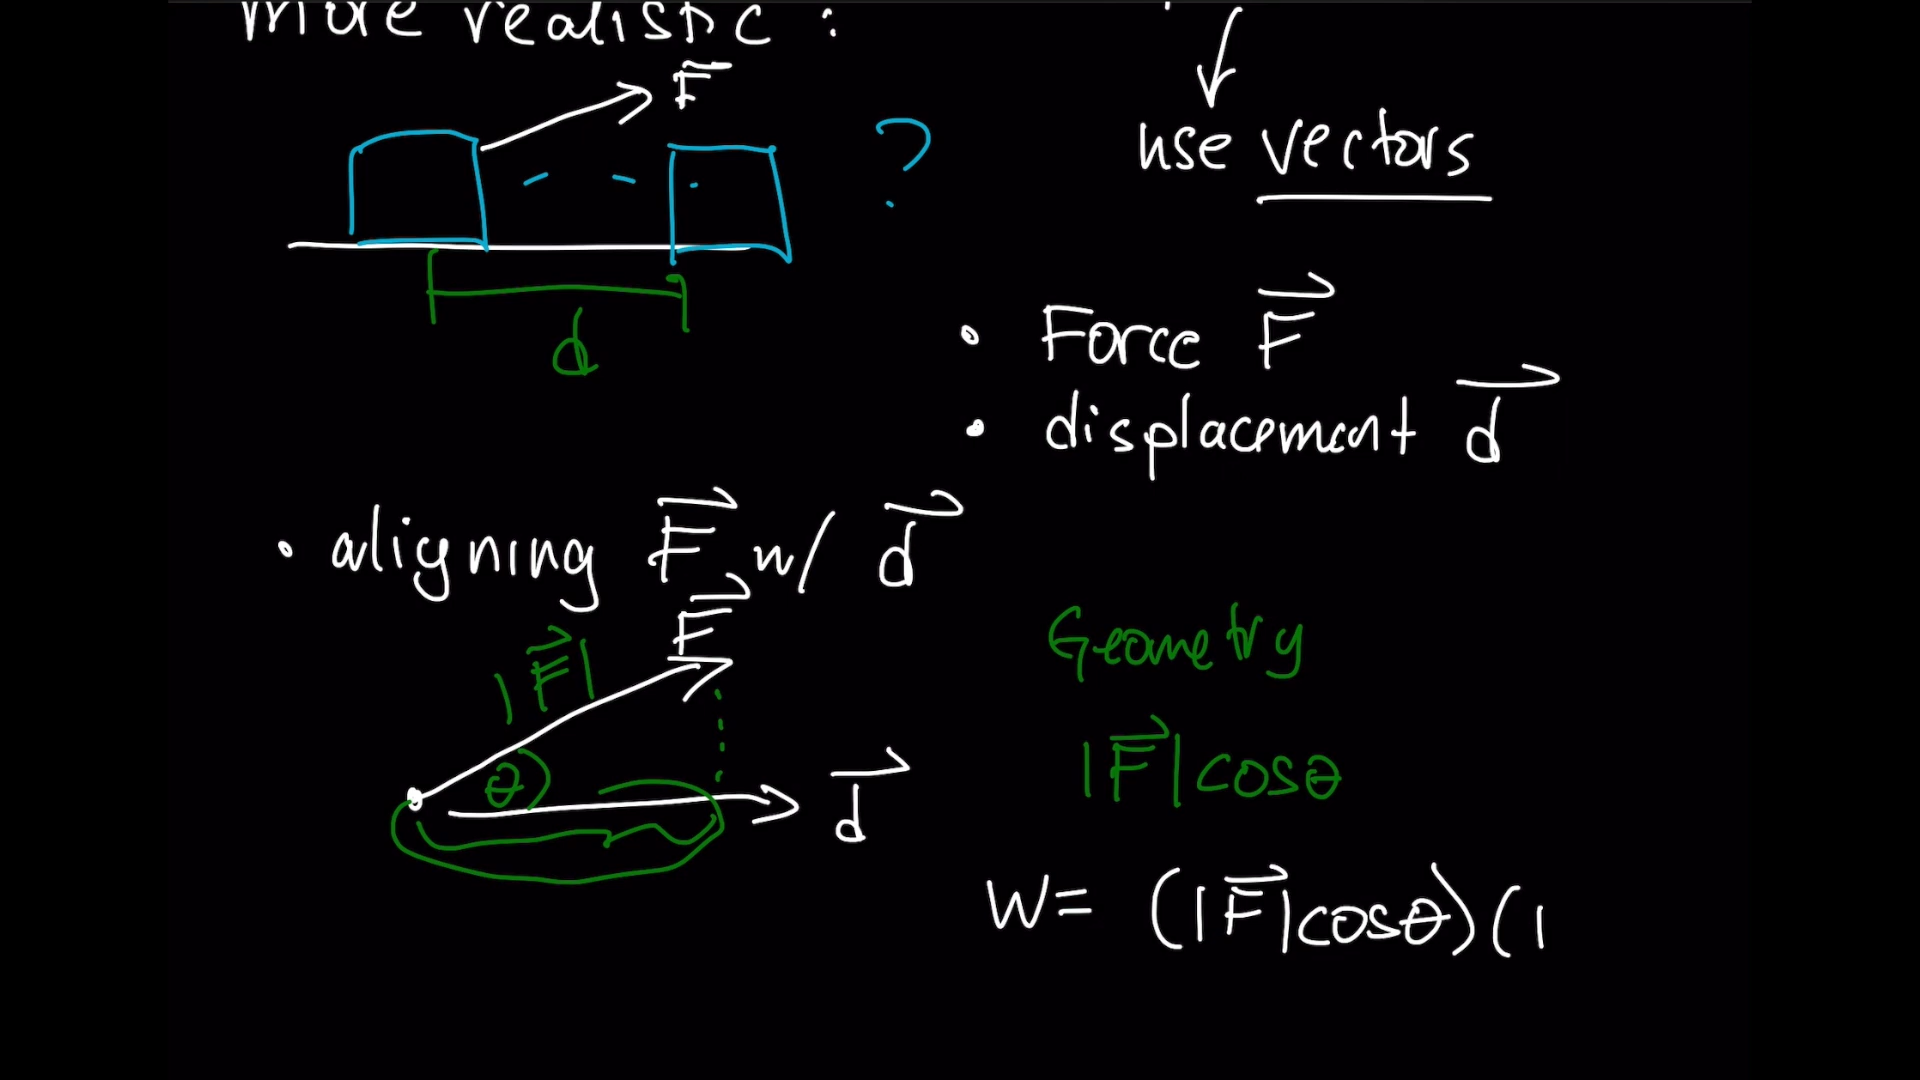 more realistic :
F⃗
?
use vectors
d
• Force F⃗
• displacement d⃗
• aligning F⃗ w/ d⃗
F⃗
|F⃗|
Geometry
θ
d⃗
|F⃗|cosθ
W= (|F⃗|cosθ)(|